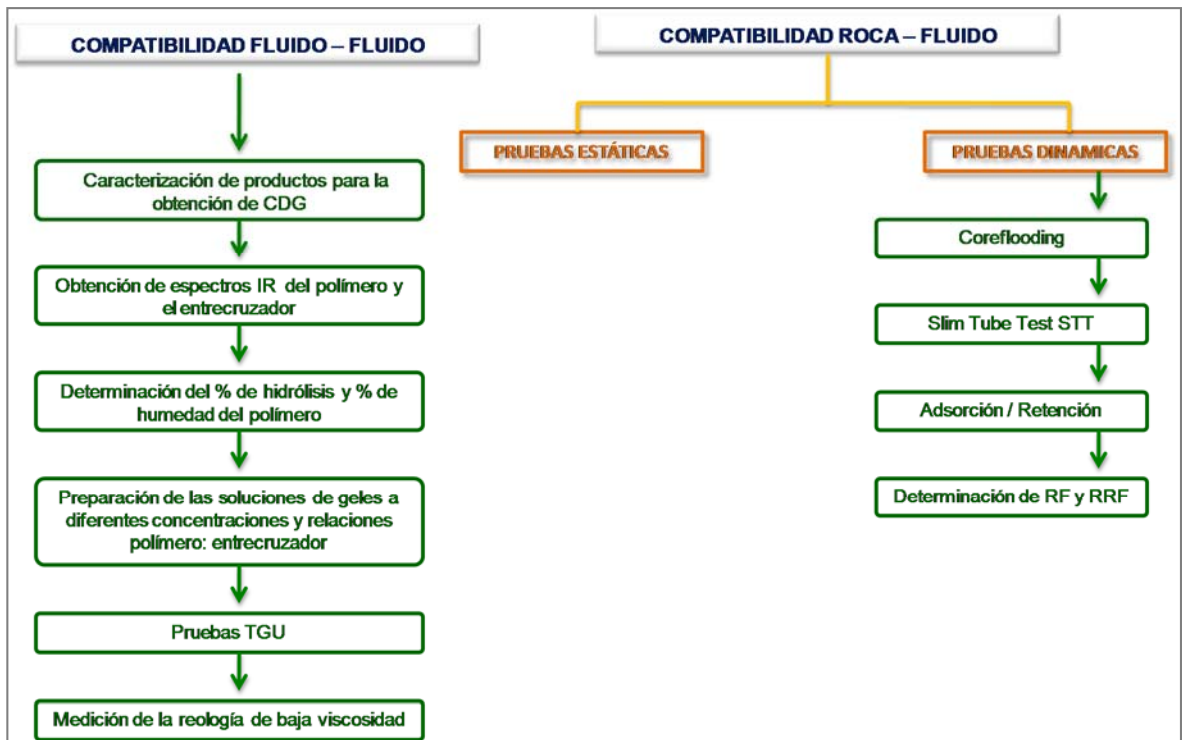 COMPATIBILIDAD FLUIDO – FLUIDO
Caracterización de productos para la
obtención de CDG
Obtención de espectros IR del polímero y
el entrecruzador
Determinación del % de hidrólisis y % de
humedad del polímero
Preparación de las soluciones de geles a
diferentes concentraciones y relaciones
polímero: entrecruzador
Pruebas TGU
Medición de la reología de baja viscosidad
COMPATIBILIDAD ROCA – FLUIDO
PRUEBAS ESTÁTICAS
PRUEBAS DINAMICAS
Coreflooding
Slim Tube Test STT
Adsorción / Retención
Determinación de RF y RRF